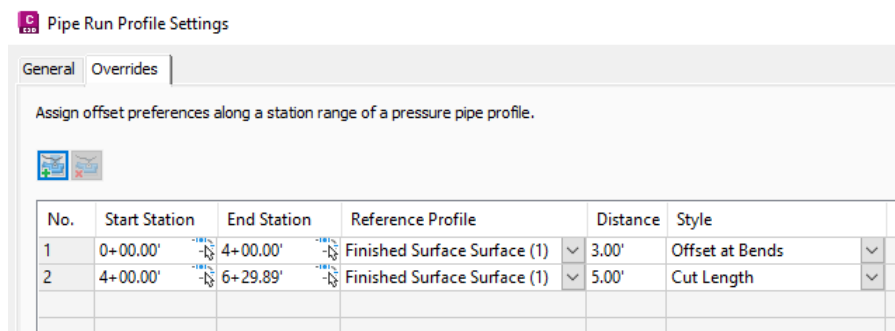 C
C3D
Pipe Run Profile Settings
General Overrides
Assign offset preferences along a station range of a pressure pipe profile.
No. Start Station End Station Reference Profile Distance Style
1 0+00.00' 4+00.00' Finished Surface Surface (1) 3.00' Offset at Bends
2 4+00.00' 6+29.89' Finished Surface Surface (1) 5.00' Cut Length